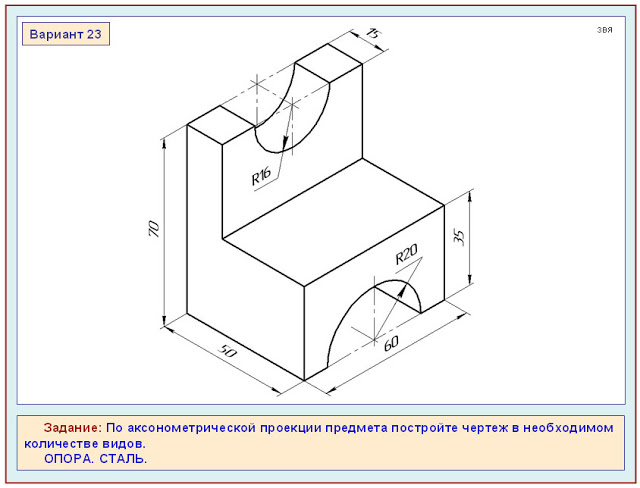 Вариант 23
ЗВЯ
15
R16
70
35
R20
50
60
Задание: По аксонометрической проекции предмета постройте чертеж в необходимом
количестве видов.
ОПОРА. СТАЛЬ.